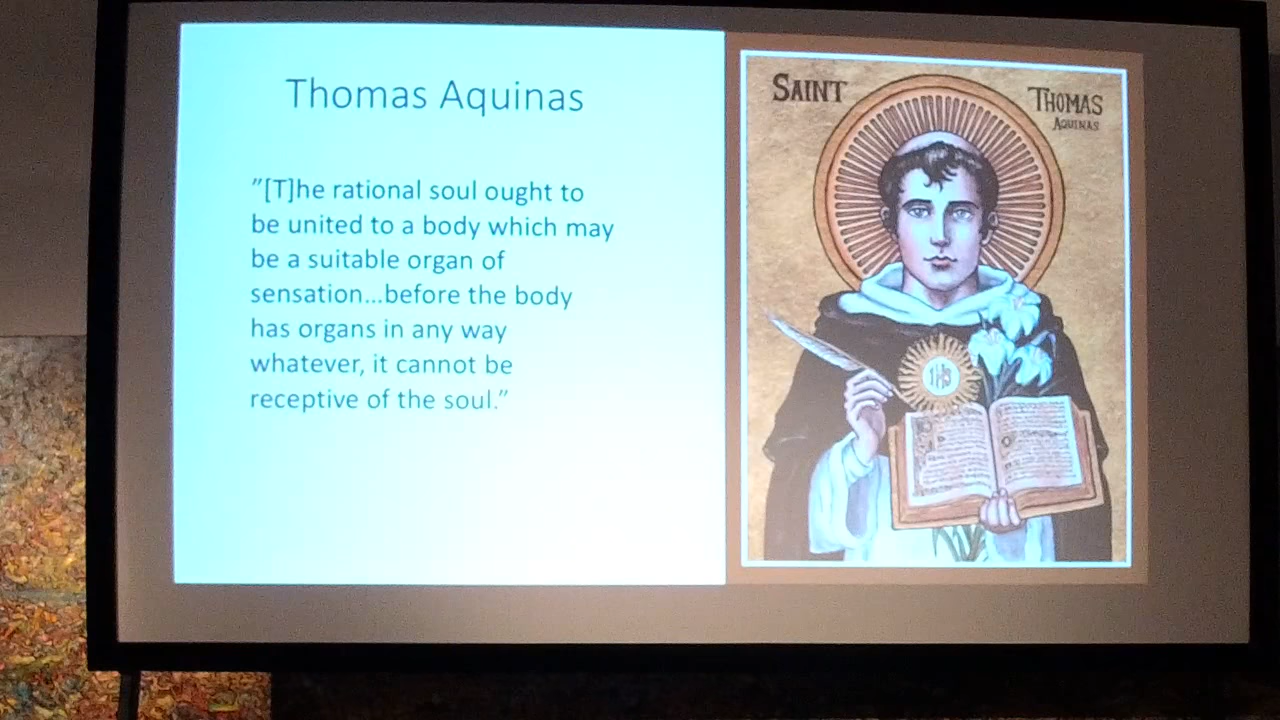 Thomas Aquinas
"[T]he rational soul ought to
be united to a body which may
be a suitable organ of
sensation...before the body
has organs in any way
whatever, it cannot be
receptive of the soul."
SAINT
THOMAS
AQUINAS
IHS